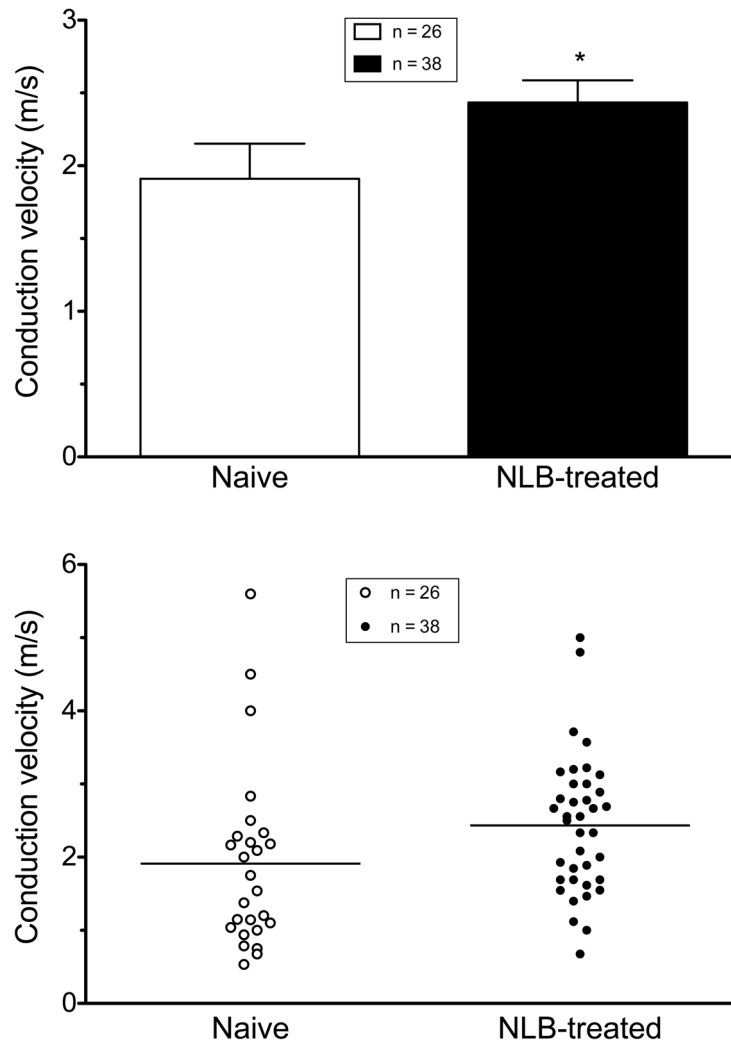 3
2
1
0
Conduction velocity (m/s)
n = 26
n = 38
*
Naive
NLB-treated
6
4
2
0
Conduction velocity (m/s)
n = 26
n = 38
Naive
NLB-treated